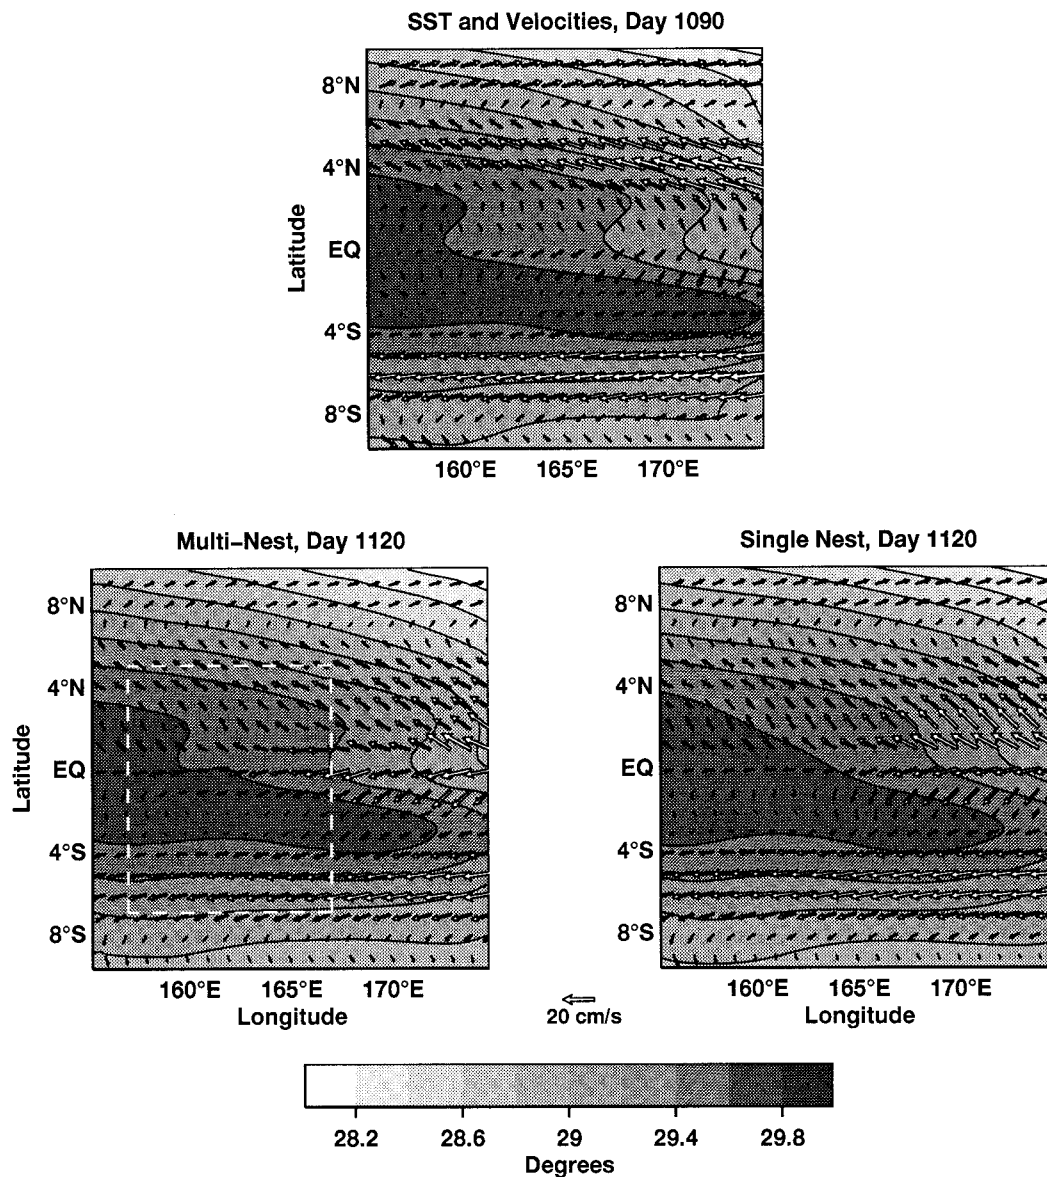 SST and Velocities, Day 1090
8°N
4°N
EQ
4°S
8°S
Latitude
160°E 165°E 170°E
Multi-Nest, Day 1120
8°N
4°N
EQ
4°S
8°S
Latitude
160°E 165°E 170°E
Longitude
Single Nest, Day 1120
8°N
4°N
EQ
4°S
8°S
160°E 165°E 170°E
Longitude
20 cm/s
28.2 28.6 29 29.4 29.8
Degrees